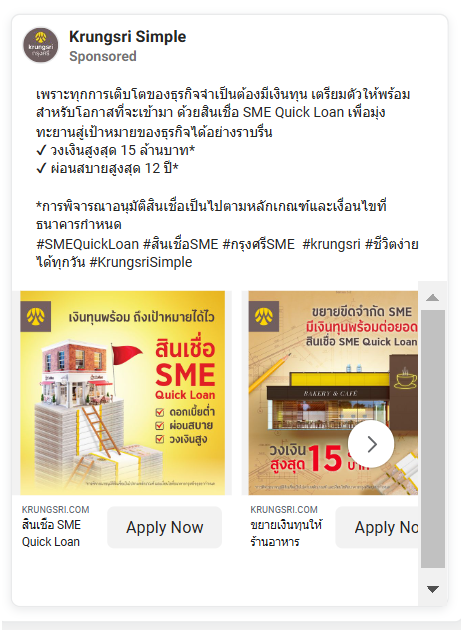 Krungsri Simple
Sponsored
krungsri
กรุงศรี
เพราะทุกการเติบโตของธุรกิจจำเป็นต้องมีเงินทุน เตรียมตัวให้พร้อม
สำหรับโอกาสที่จะเข้ามา ด้วยสินเชื่อ SME Quick Loan เพื่อมุ่ง
ทะยานสู่เป้าหมายของธุรกิจได้อย่างราบรื่น
✓ วงเงินสูงสุด 15 ล้านบาท*
✓ ผ่อนสบายสูงสุด 12 ปี*
*การพิจารณาอนุมัติสินเชื่อเป็นไปตามหลักเกณฑ์และเงื่อนไขที่
ธนาคารกำหนด
#SMEQuickLoan #สินเชื่อSME #กรุงศรีSME #krungsri #ชีวิตง่าย
ได้ทุกวัน #KrungsriSimple
เงินทุนพร้อม ถึงเป้าหมายได้ไว
สินเชื่อ
SME
Quick Loan
ดอกเบี้ยต่ำ
ผ่อนสบาย
วงเงินสูง
ขยายขีดจำกัด SME
มีเงินทุนพร้อมต่อยอด
สินเชื่อ SME Quick Loan
BAKERY & CAFÉ
วงเงิน
สูงสุด 15
บาท
KRUNGSRI.COM
สินเชื่อ SME
Quick Loan
Apply Now
KRUNGSRI.COM
ขยายเงินทุนให้
ร้านอาหาร
Apply No